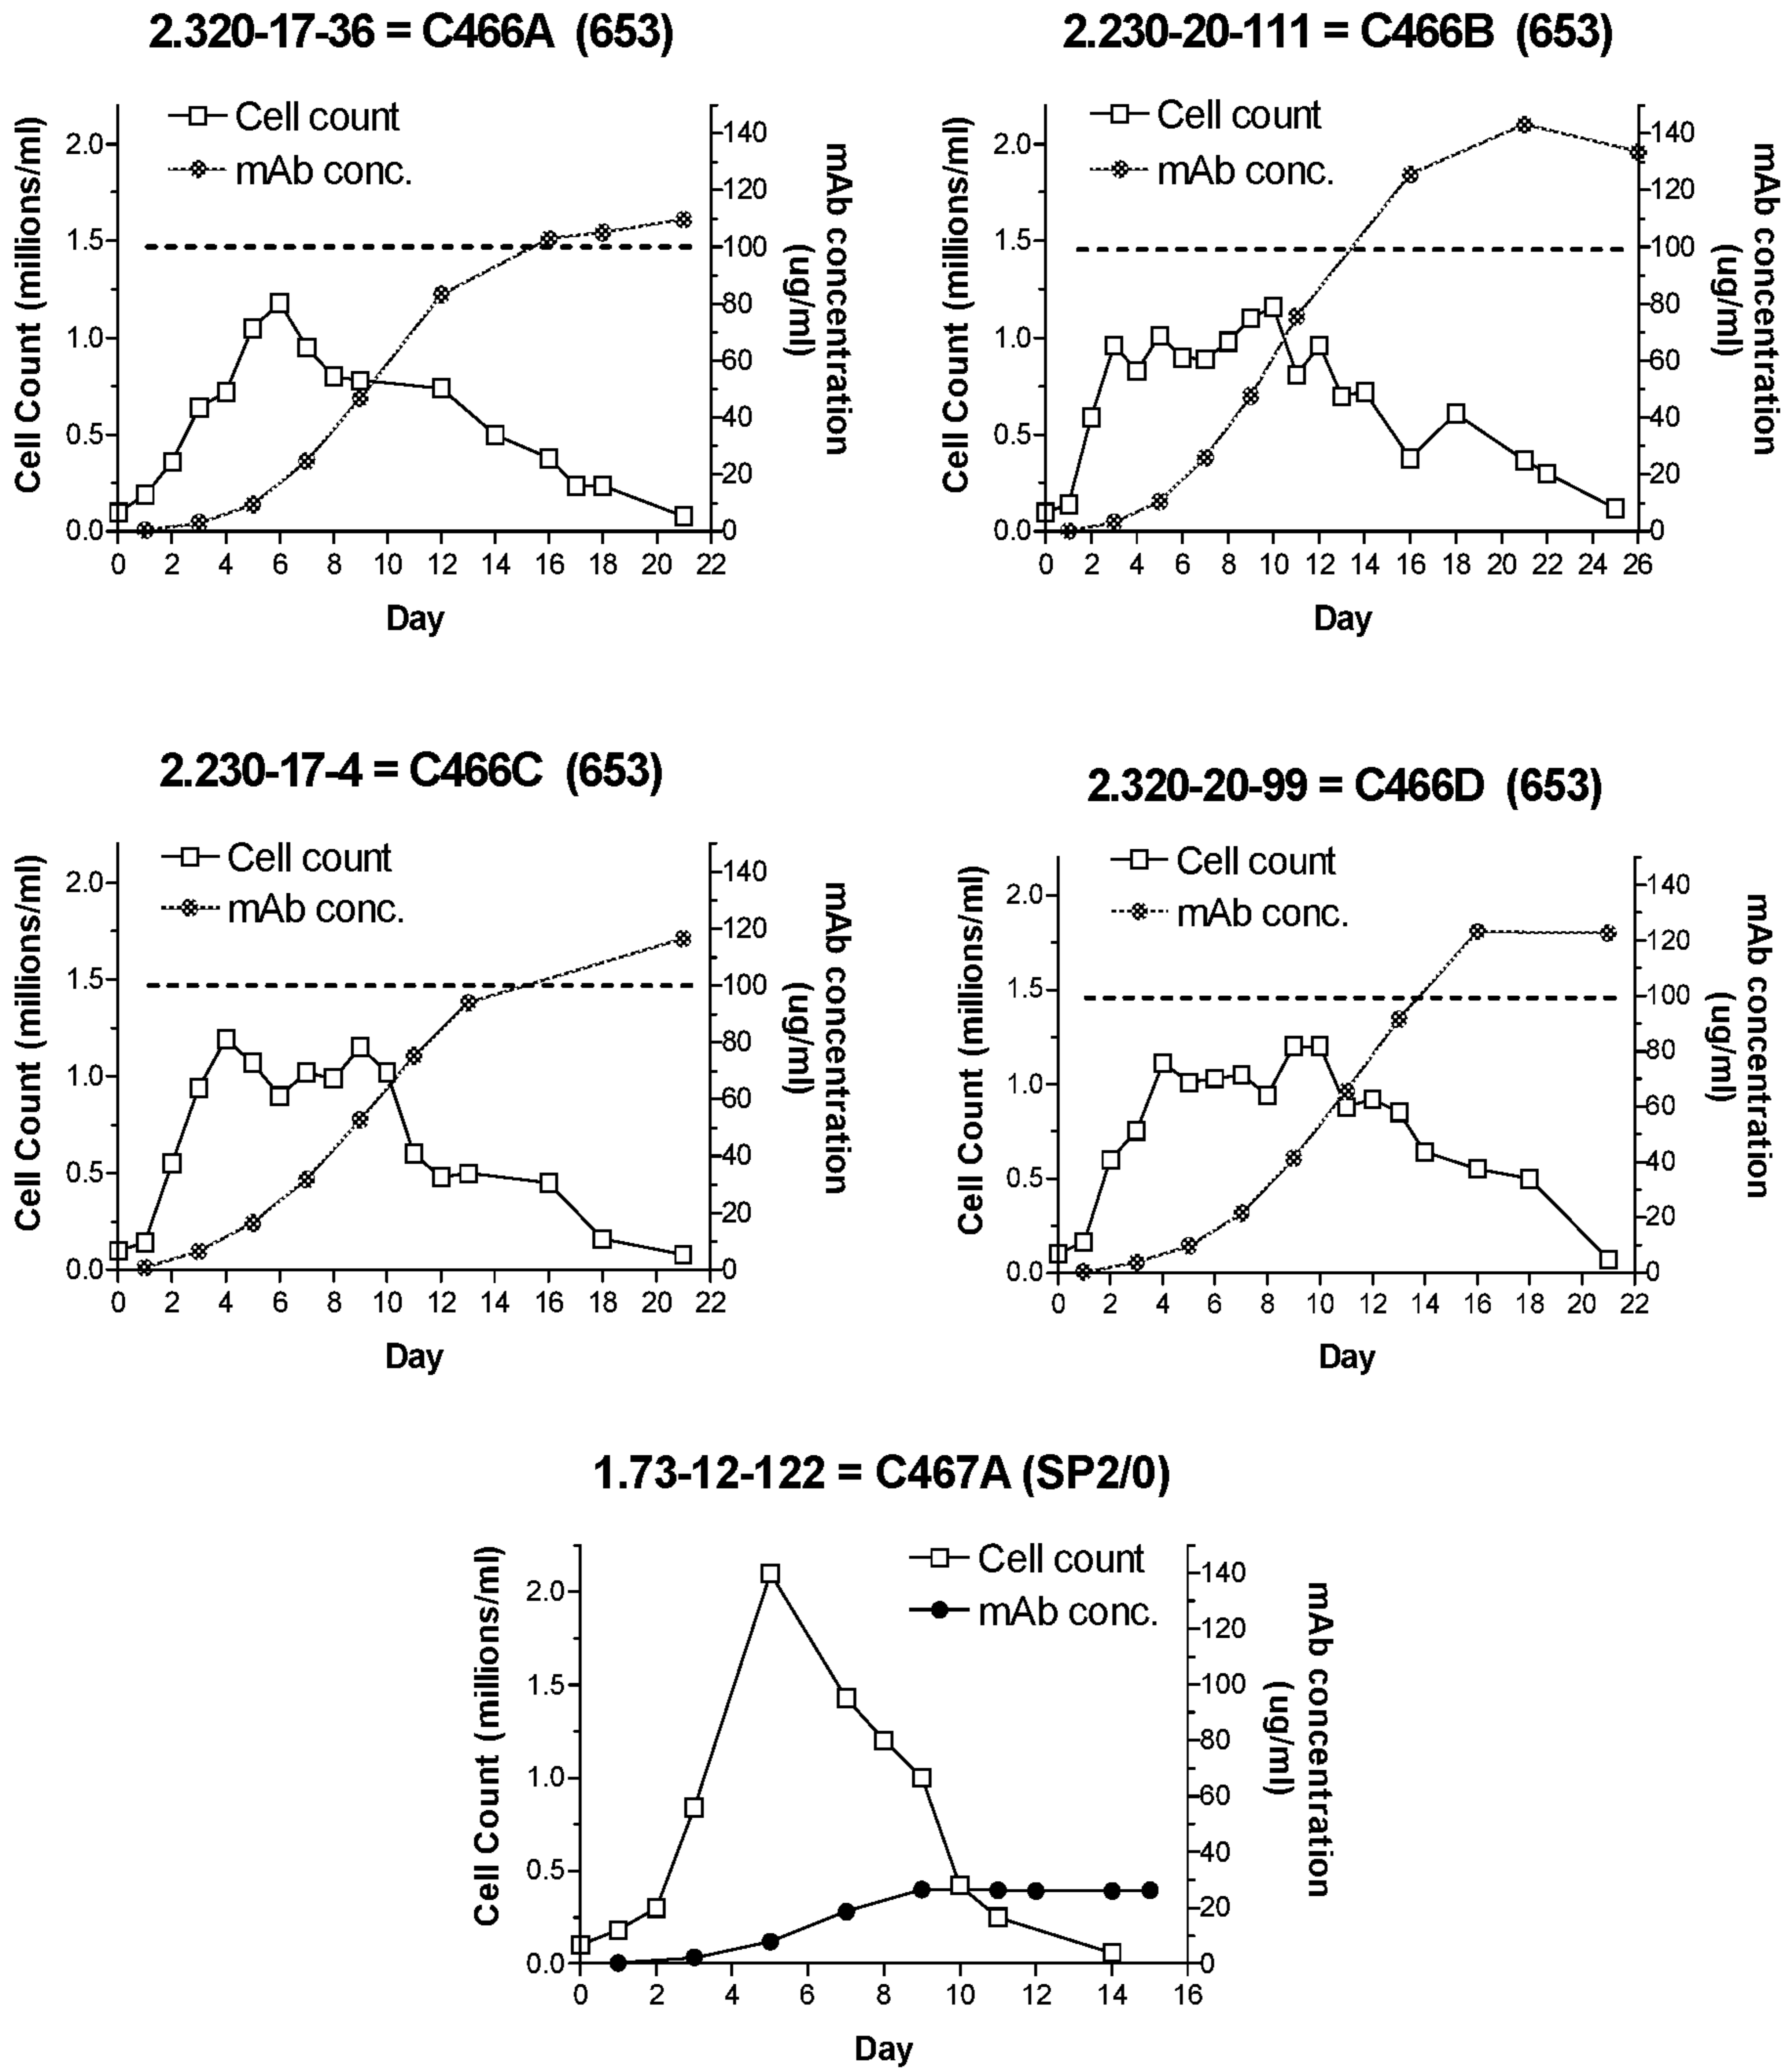 2.320-17-36 = C466A (653)
Cell count
mAb conc.
Cell Count (millions/ml)
2.0
1.5
1.0
0.5
0.0
140
120
100
80
60
40
20
0
mAb concentration
(ug/ml)
0 2 4 6 8 10 12 14 16 18 20 22
Day
2.230-20-111 = C466B (653)
Cell count
mAb conc.
Cell Count (millions/ml)
2.0
1.5
1.0
0.5
0.0
140
120
100
80
60
40
20
0
mAb concentration
(ug/ml)
0 2 4 6 8 10 12 14 16 18 20 22 24 26
Day
2.230-17-4 = C466C (653)
Cell count
mAb conc.
Cell Count (millions/ml)
2.0
1.5
1.0
0.5
0.0
140
120
100
80
60
40
20
0
mAb concentration
(ug/ml)
0 2 4 6 8 10 12 14 16 18 20 22
Day
2.320-20-99 = C466D (653)
Cell count
mAb conc.
Cell Count (millions/ml)
2.0
1.5
1.0
0.5
0.0
140
120
100
80
60
40
20
0
mAb concentration
(ug/ml)
0 2 4 6 8 10 12 14 16 18 20 22
Day
1.73-12-122 = C467A (SP2/0)
Cell count
mAb conc.
Cell Count (millions/ml)
2.0
1.5
1.0
0.5
0.0
140
120
100
80
60
40
20
0
mAb concentration
(ug/ml)
0 2 4 6 8 10 12 14 16
Day